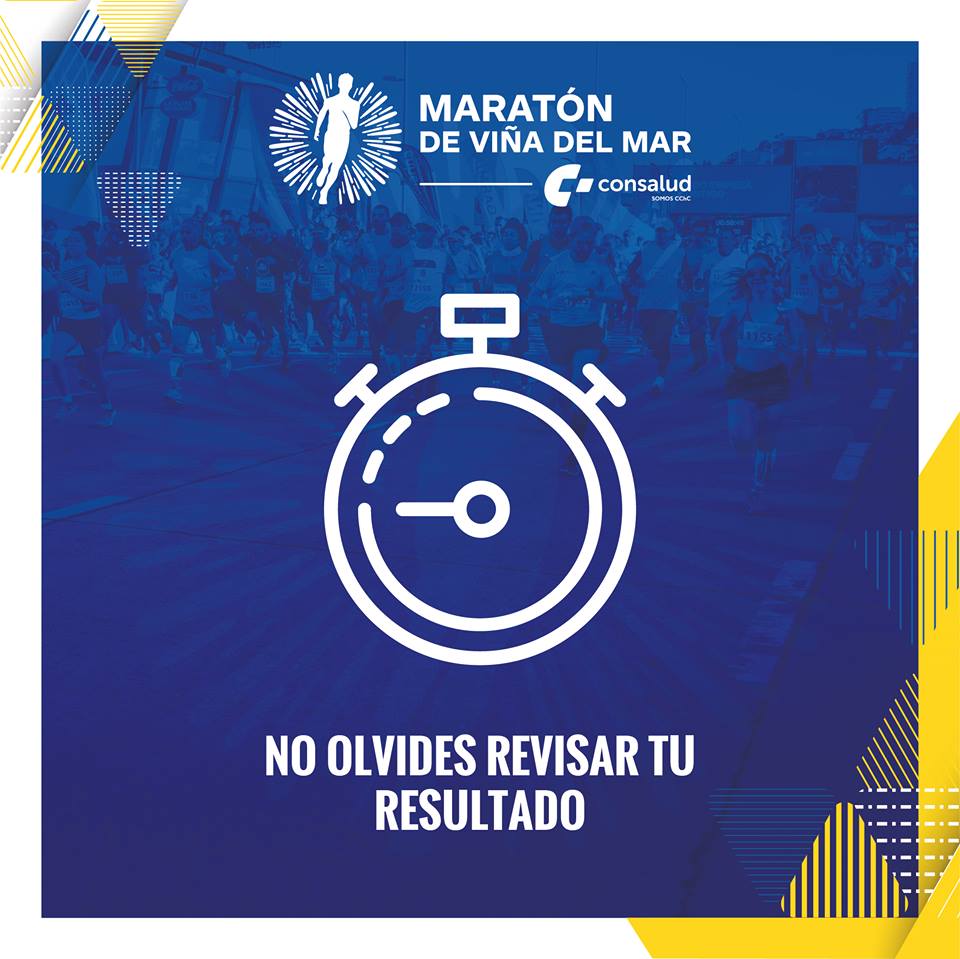 MARATÓN
DE VIÑA DEL MAR
consalud
SOMOS CChC
NO OLVIDES REVISAR TU
RESULTADO